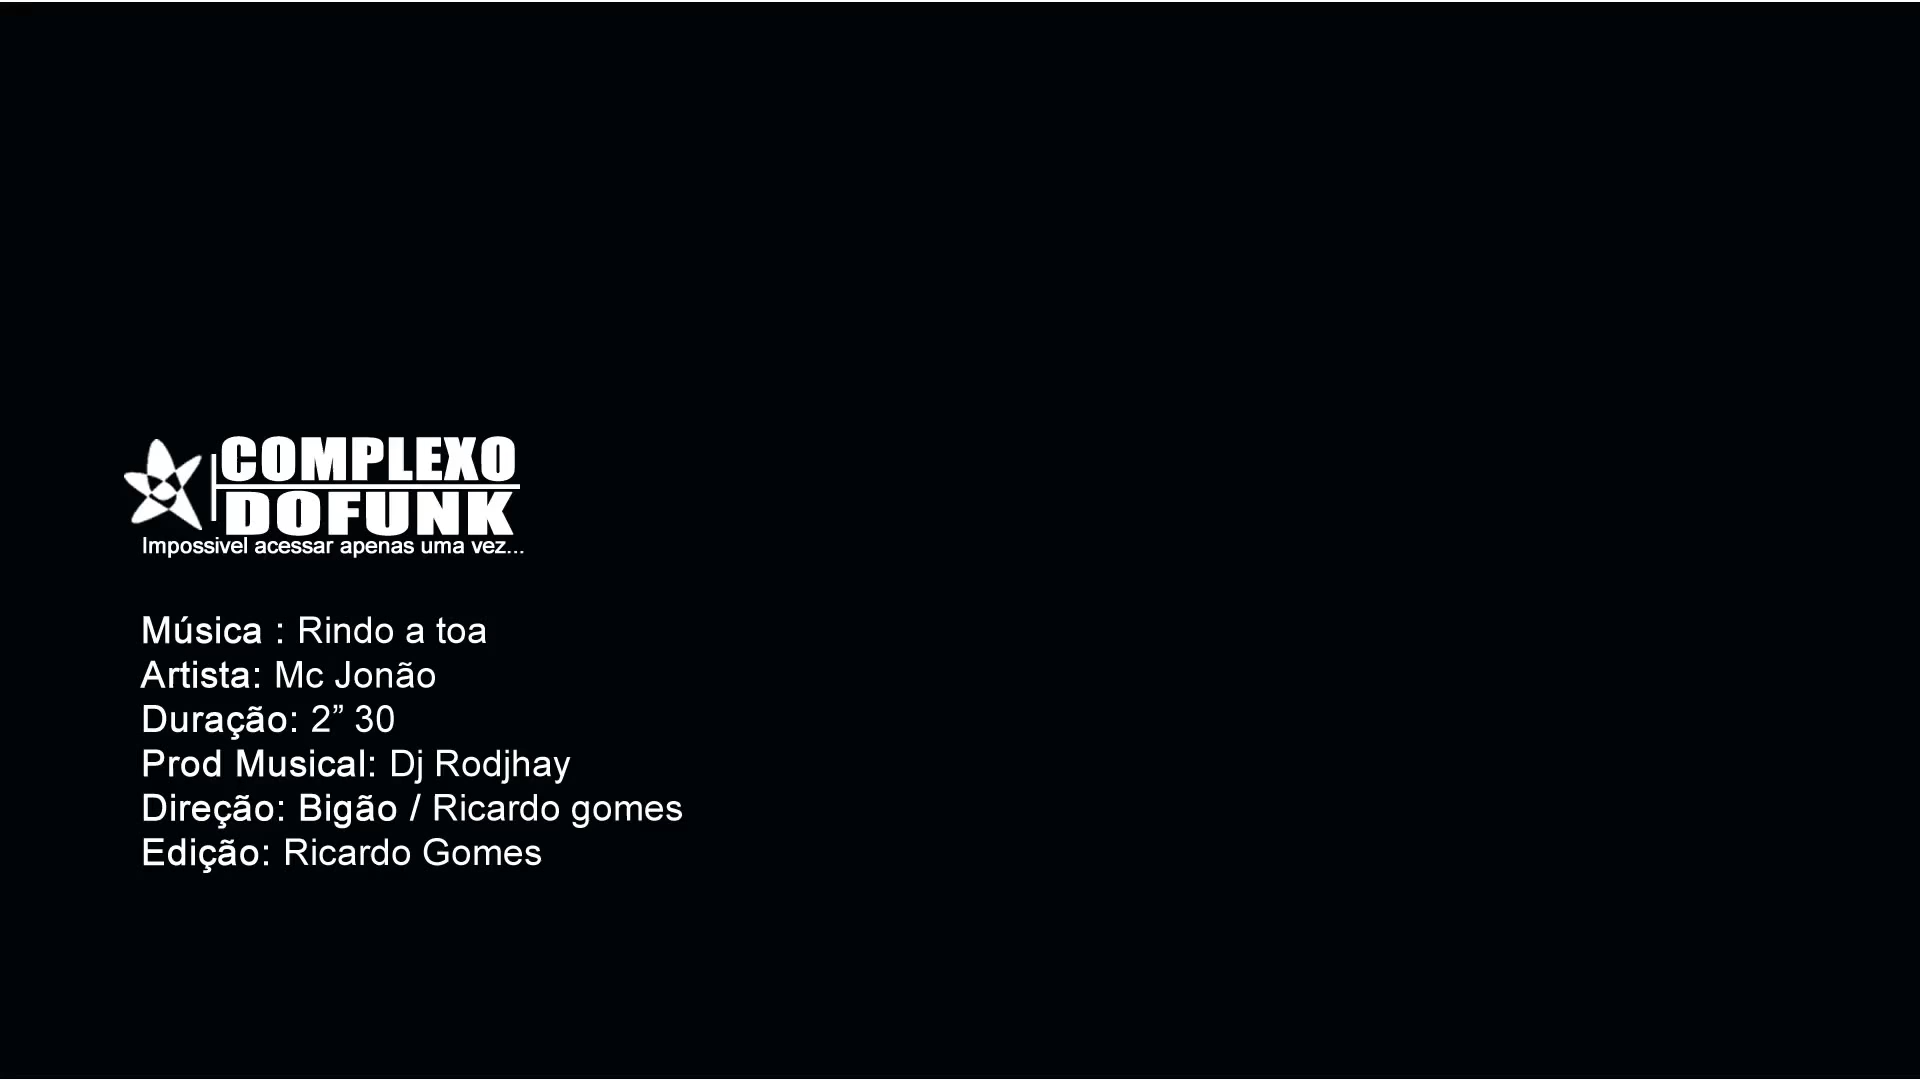 COMPLEXO
DOFUNK
Impossivel acessar apenas uma vez...
Música : Rindo a toa
Artista: Mc Jonão
Duração: 2” 30
Prod Musical: Dj Rodjhay
Direção: Bigão / Ricardo gomes
Edição: Ricardo Gomes